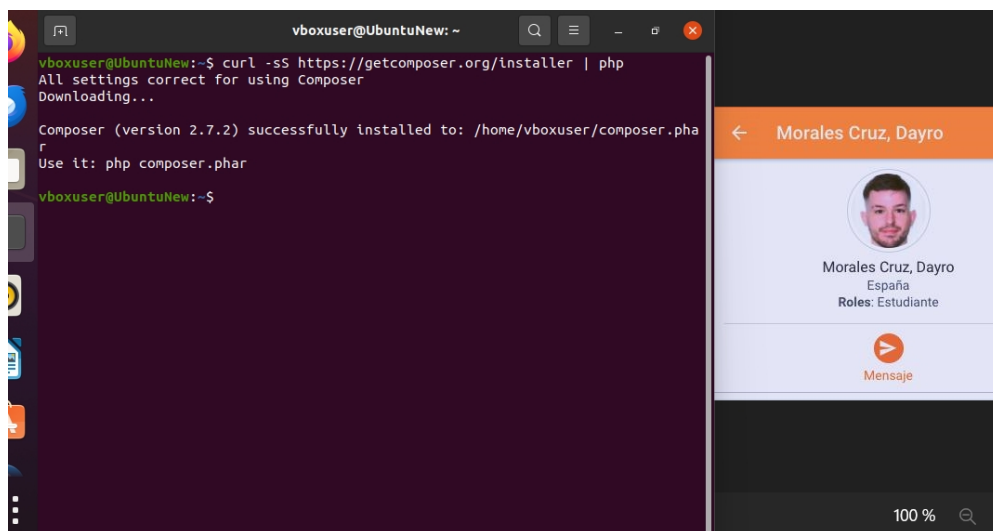 vboxuser@UbuntuNew: ~
vboxuser@UbuntuNew:~$ curl -sS https://getcomposer.org/installer | php
All settings correct for using Composer
Downloading...
Composer (version 2.7.2) successfully installed to: /home/vboxuser/composer.pha
r
Use it: php composer.phar
vboxuser@UbuntuNew:~$
Morales Cruz, Dayro
Morales Cruz, Dayro
España
Roles: Estudiante
Mensaje
100 %